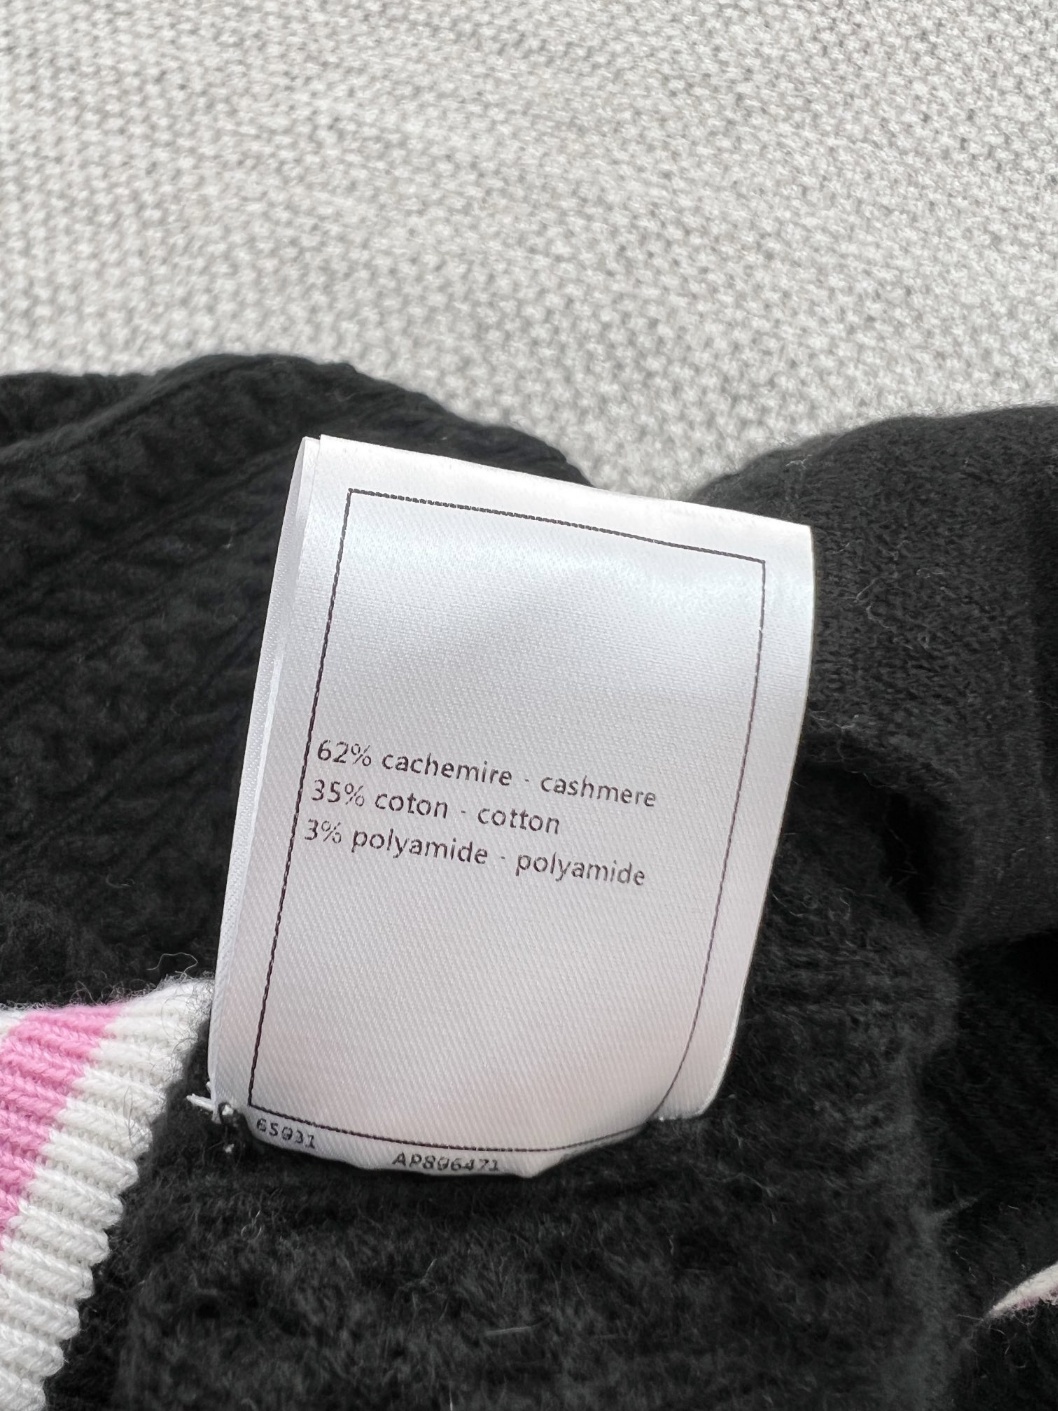 62% cachemire - cashmere
35% coton - cotton
3% polyamide - polyamide
65931
AP896471